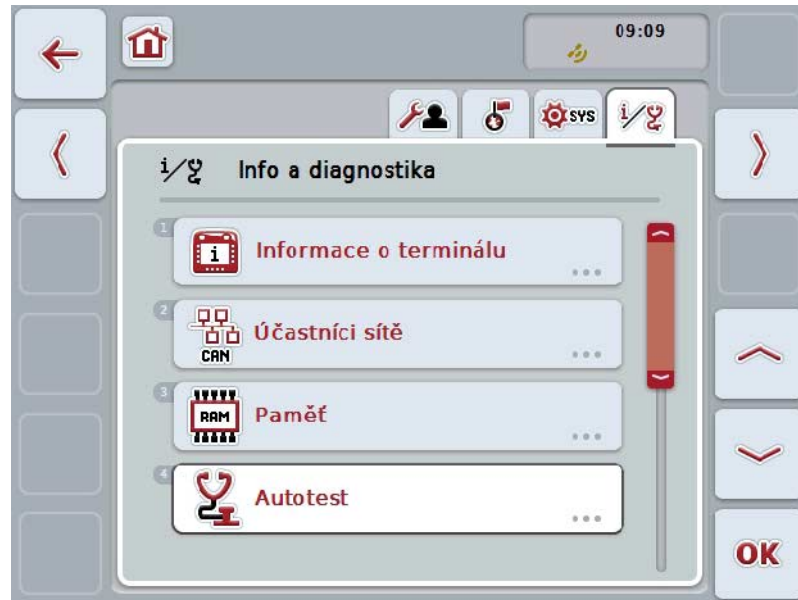 09:09
SYS
i/
i/ Info a diagnostika
1
i
Informace o terminálu
2
CAN
Účastníci sítě
3
RAM
Paměť
4
Autotest
OK